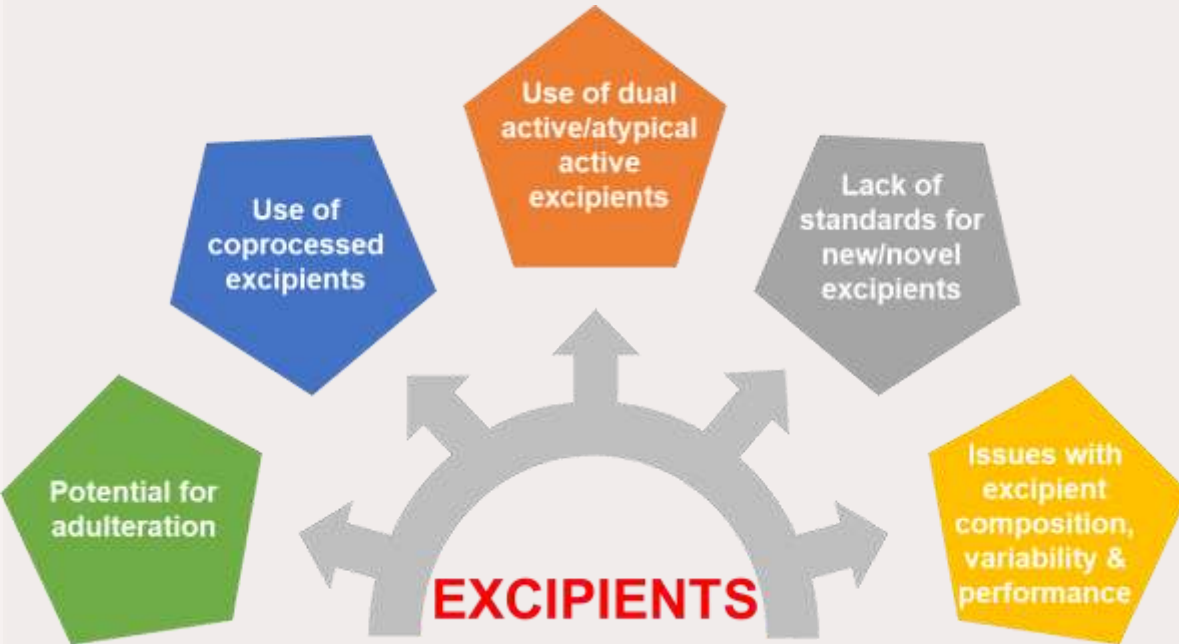 Use of dual
active/atypical
active
excipients
Use of
coprocessed
excipients
Lack of
standards for
new/novel
excipients
Potential for
adulteration
Issues with
excipient
composition,
variability &
performance
EXCIPIENTS